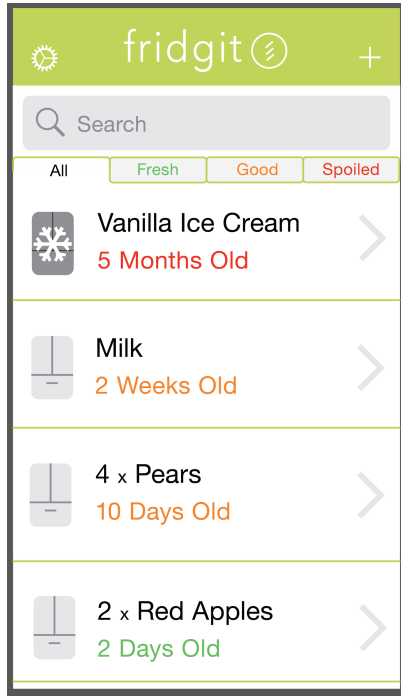 fridgit
+
Search
All Fresh Good Spoiled
Vanilla Ice Cream
5 Months Old
Milk
2 Weeks Old
4 x Pears
10 Days Old
2 x Red Apples
2 Days Old